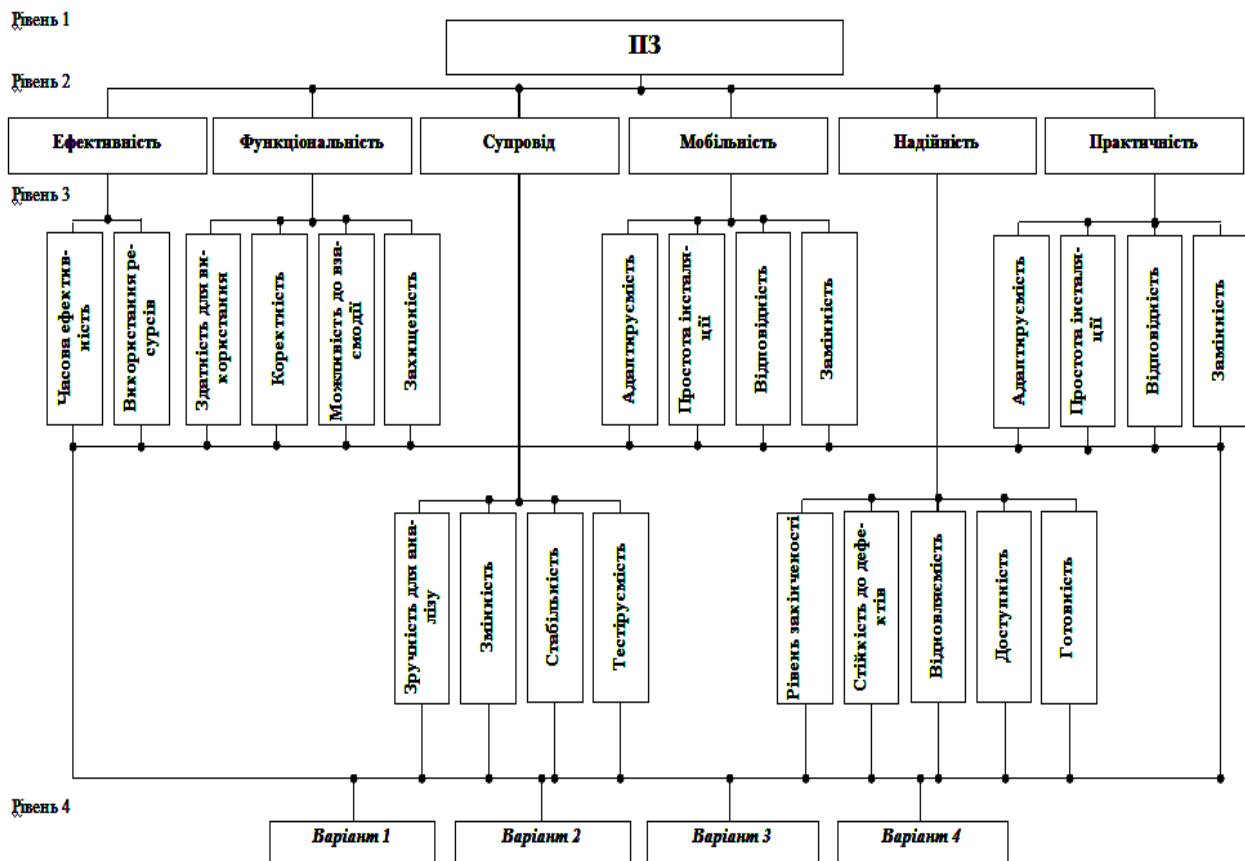 Рівень 1
ПЗ
Рівень 2
Ефективність
Функціональність
Супровід
Мобільність
Надійність
Практичність
Рівень 3
Часова ефектив-
ність
Використання ре-
сурсів
Здатність для ви-
користання
Коректність
Можливість до вза-
ємодії
Захищеність
Адаптируємість
Простота інсталя-
ції
Відповідність
Замінність
Адаптируємість
Простота інсталя-
ції
Відповідність
Замінність
Зручність для ана-
лізу
Змінність
Стабільність
Тестіруємість
Рівень закінченості
Стійкість до дефе-
ктів
Відновляємість
Доступність
Готовність
Рівень 4
Варіант 1
Варіант 2
Варіант 3
Варіант 4